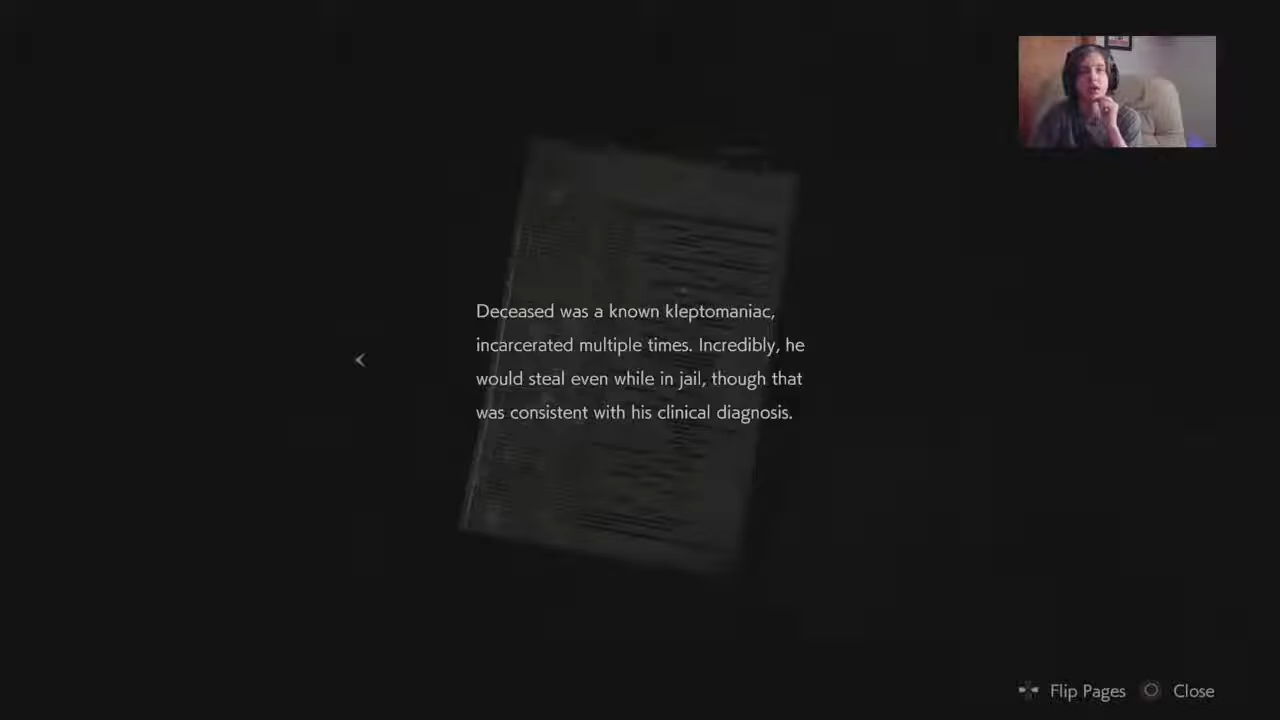 Deceased was a known kleptomaniac,
incarcerated multiple times. Incredibly, he
would steal even while in jail, though that
was consistent with his clinical diagnosis.
Flip Pages Close